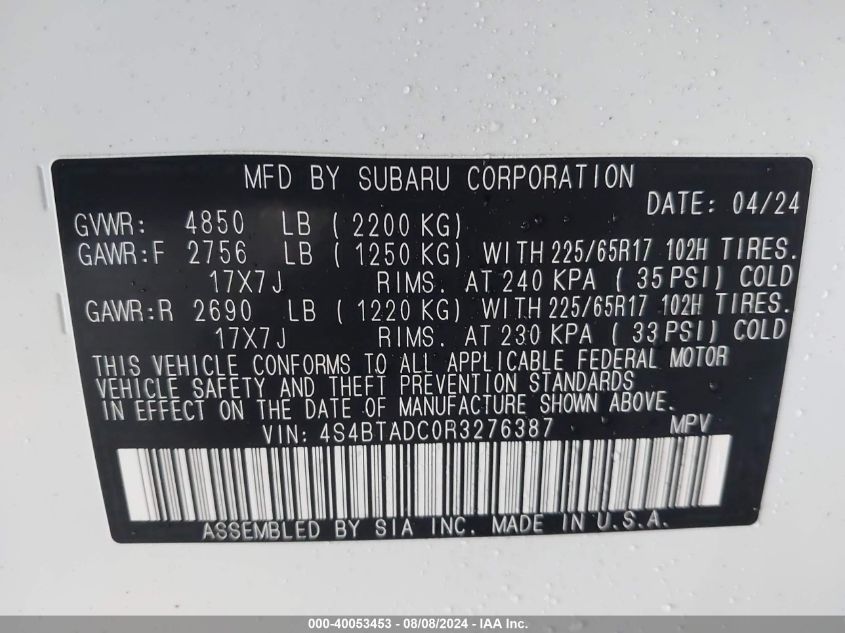 MFD BY SUBARU CORPORATION
DATE: 04/24
GVWR: 4850 LB ( 2200 KG)
GAWR:F 2756 LB ( 1250 KG) WITH 225/65R17 102H TIRES.
17X7J RIMS. AT 240 KPA ( 35 PSI) COLD
GAWR:R 2690 LB ( 1220 KG) WITH 225/65R17 102H TIRES.
17X7J RIMS. AT 230 KPA ( 33 PSI) COLD
THIS VEHICLE CONFORMS TO ALL APPLICABLE FEDERAL MOTOR
VEHICLE SAFETY AND THEFT PREVENTION STANDARDS
IN EFFECT ON THE DATE OF MANUFACTURE SHOWN ABOVE.
VIN: 4S4BTADC0R3276387 MPV
ASSEMBLED BY SIA INC. MADE IN U.S.A.
000-40053453 - 08/08/2024 - IAA Inc.